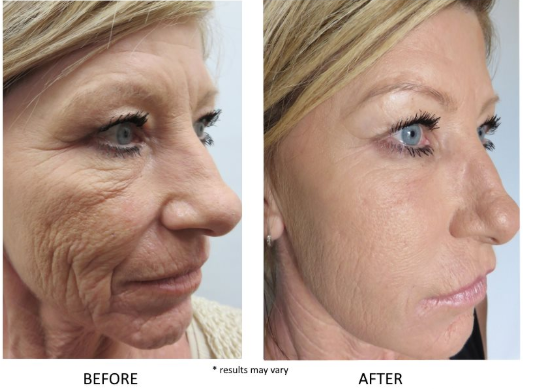 * results may vary
BEFORE
AFTER